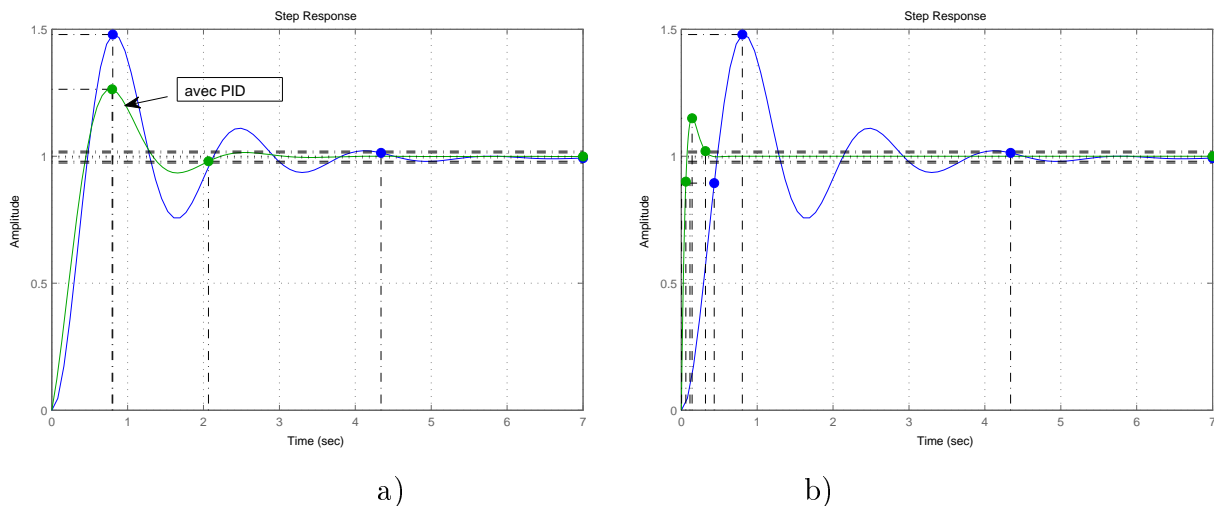 Step Response
1.5
1
0.5
0
Amplitude
avec PID
0 1 2 3 4 5 6 7
Time (sec)
a)
Step Response
1.5
1
0.5
0
Amplitude
0 1 2 3 4 5 6 7
Time (sec)
b)